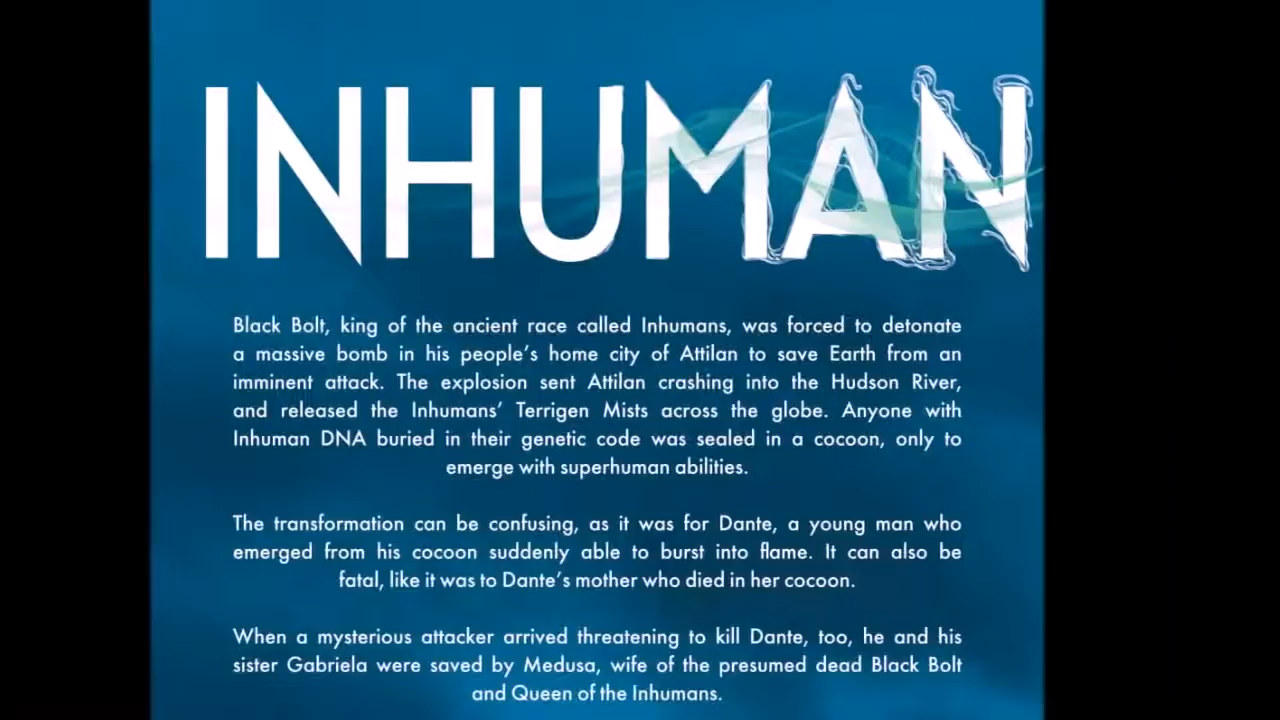 INHUMAN
Black Bolt, king of the ancient race called Inhumans, was forced to detonate
a massive bomb in his people's home city of Attilan to save Earth from an
imminent attack. The explosion sent Attilan crashing into the Hudson River,
and released the Inhumans' Terrigen Mists across the globe. Anyone with
Inhuman DNA buried in their genetic code was sealed in a cocoon, only to
emerge with superhuman abilities.
The transformation can be confusing, as it was for Dante, a young man who
emerged from his cocoon suddenly able to burst into flame. It can also be
fatal, like it was to Dante's mother who died in her cocoon.
When a mysterious attacker arrived threatening to kill Dante, too, he and his
sister Gabriela were saved by Medusa, wife of the presumed dead Black Bolt
and Queen of the Inhumans.